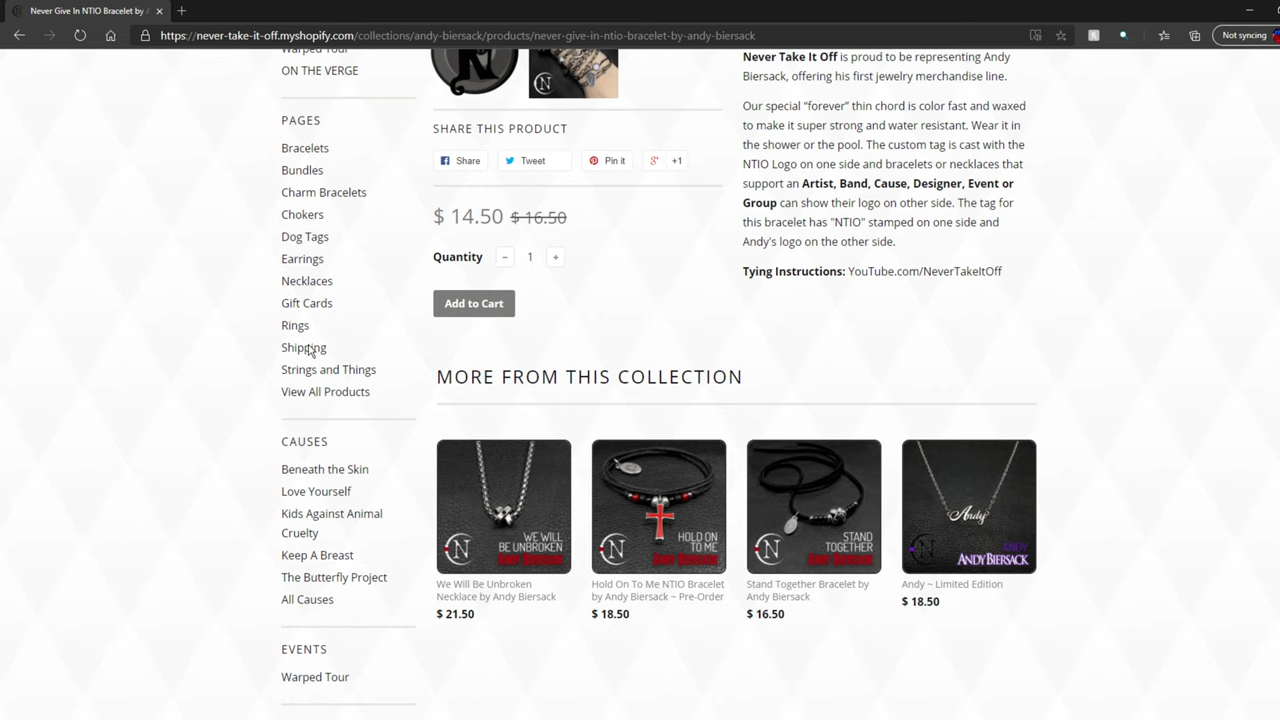 Never Give In NTIO Bracelet by A
https://never-take-it-off.myshopify.com/collections/andy-biersack/products/never-give-in-ntio-bracelet-by-andy-biersack
Not syncing
Warped Tour
ON THE VERGE
PAGES
Bracelets
Bundles
Charm Bracelets
Chokers
Dog Tags
Earrings
Necklaces
Gift Cards
Rings
Shipping
Strings and Things
View All Products
CAUSES
Beneath the Skin
Love Yourself
Kids Against Animal
Cruelty
Keep A Breast
The Butterfly Project
All Causes
EVENTS
Warped Tour
N
N
SHARE THIS PRODUCT
Share
Tweet
Pin it
g+ +1
$ 14.50 $ 16.50
Quantity − 1 +
Add to Cart
Never Take It Off is proud to be representing Andy
Biersack, offering his first jewelry merchandise line.
Our special “forever” thin chord is color fast and waxed
to make it super strong and water resistant. Wear it in
the shower or the pool. The custom tag is cast with the
NTIO Logo on one side and bracelets or necklaces that
support an Artist, Band, Cause, Designer, Event or
Group can show their logo on other side. The tag for
this bracelet has "NTIO" stamped on one side and
Andy's logo on the other side.
Tying Instructions: YouTube.com/NeverTakeItOff
MORE FROM THIS COLLECTION
N
WE WILL
BE UNBROKEN
ANDY BIERSACK
We Will Be Unbroken
Necklace by Andy Biersack
$ 21.50
N
HOLD ON
TO ME
ANDY BIERSACK
Hold On To Me NTIO Bracelet
by Andy Biersack ~ Pre-Order
$ 18.50
N
STAND
TOGETHER
ANDY BIERSACK
Stand Together Bracelet by
Andy Biersack
$ 16.50
Andy
N
ANDY
ANDY BIERSACK
Andy ~ Limited Edition
$ 18.50